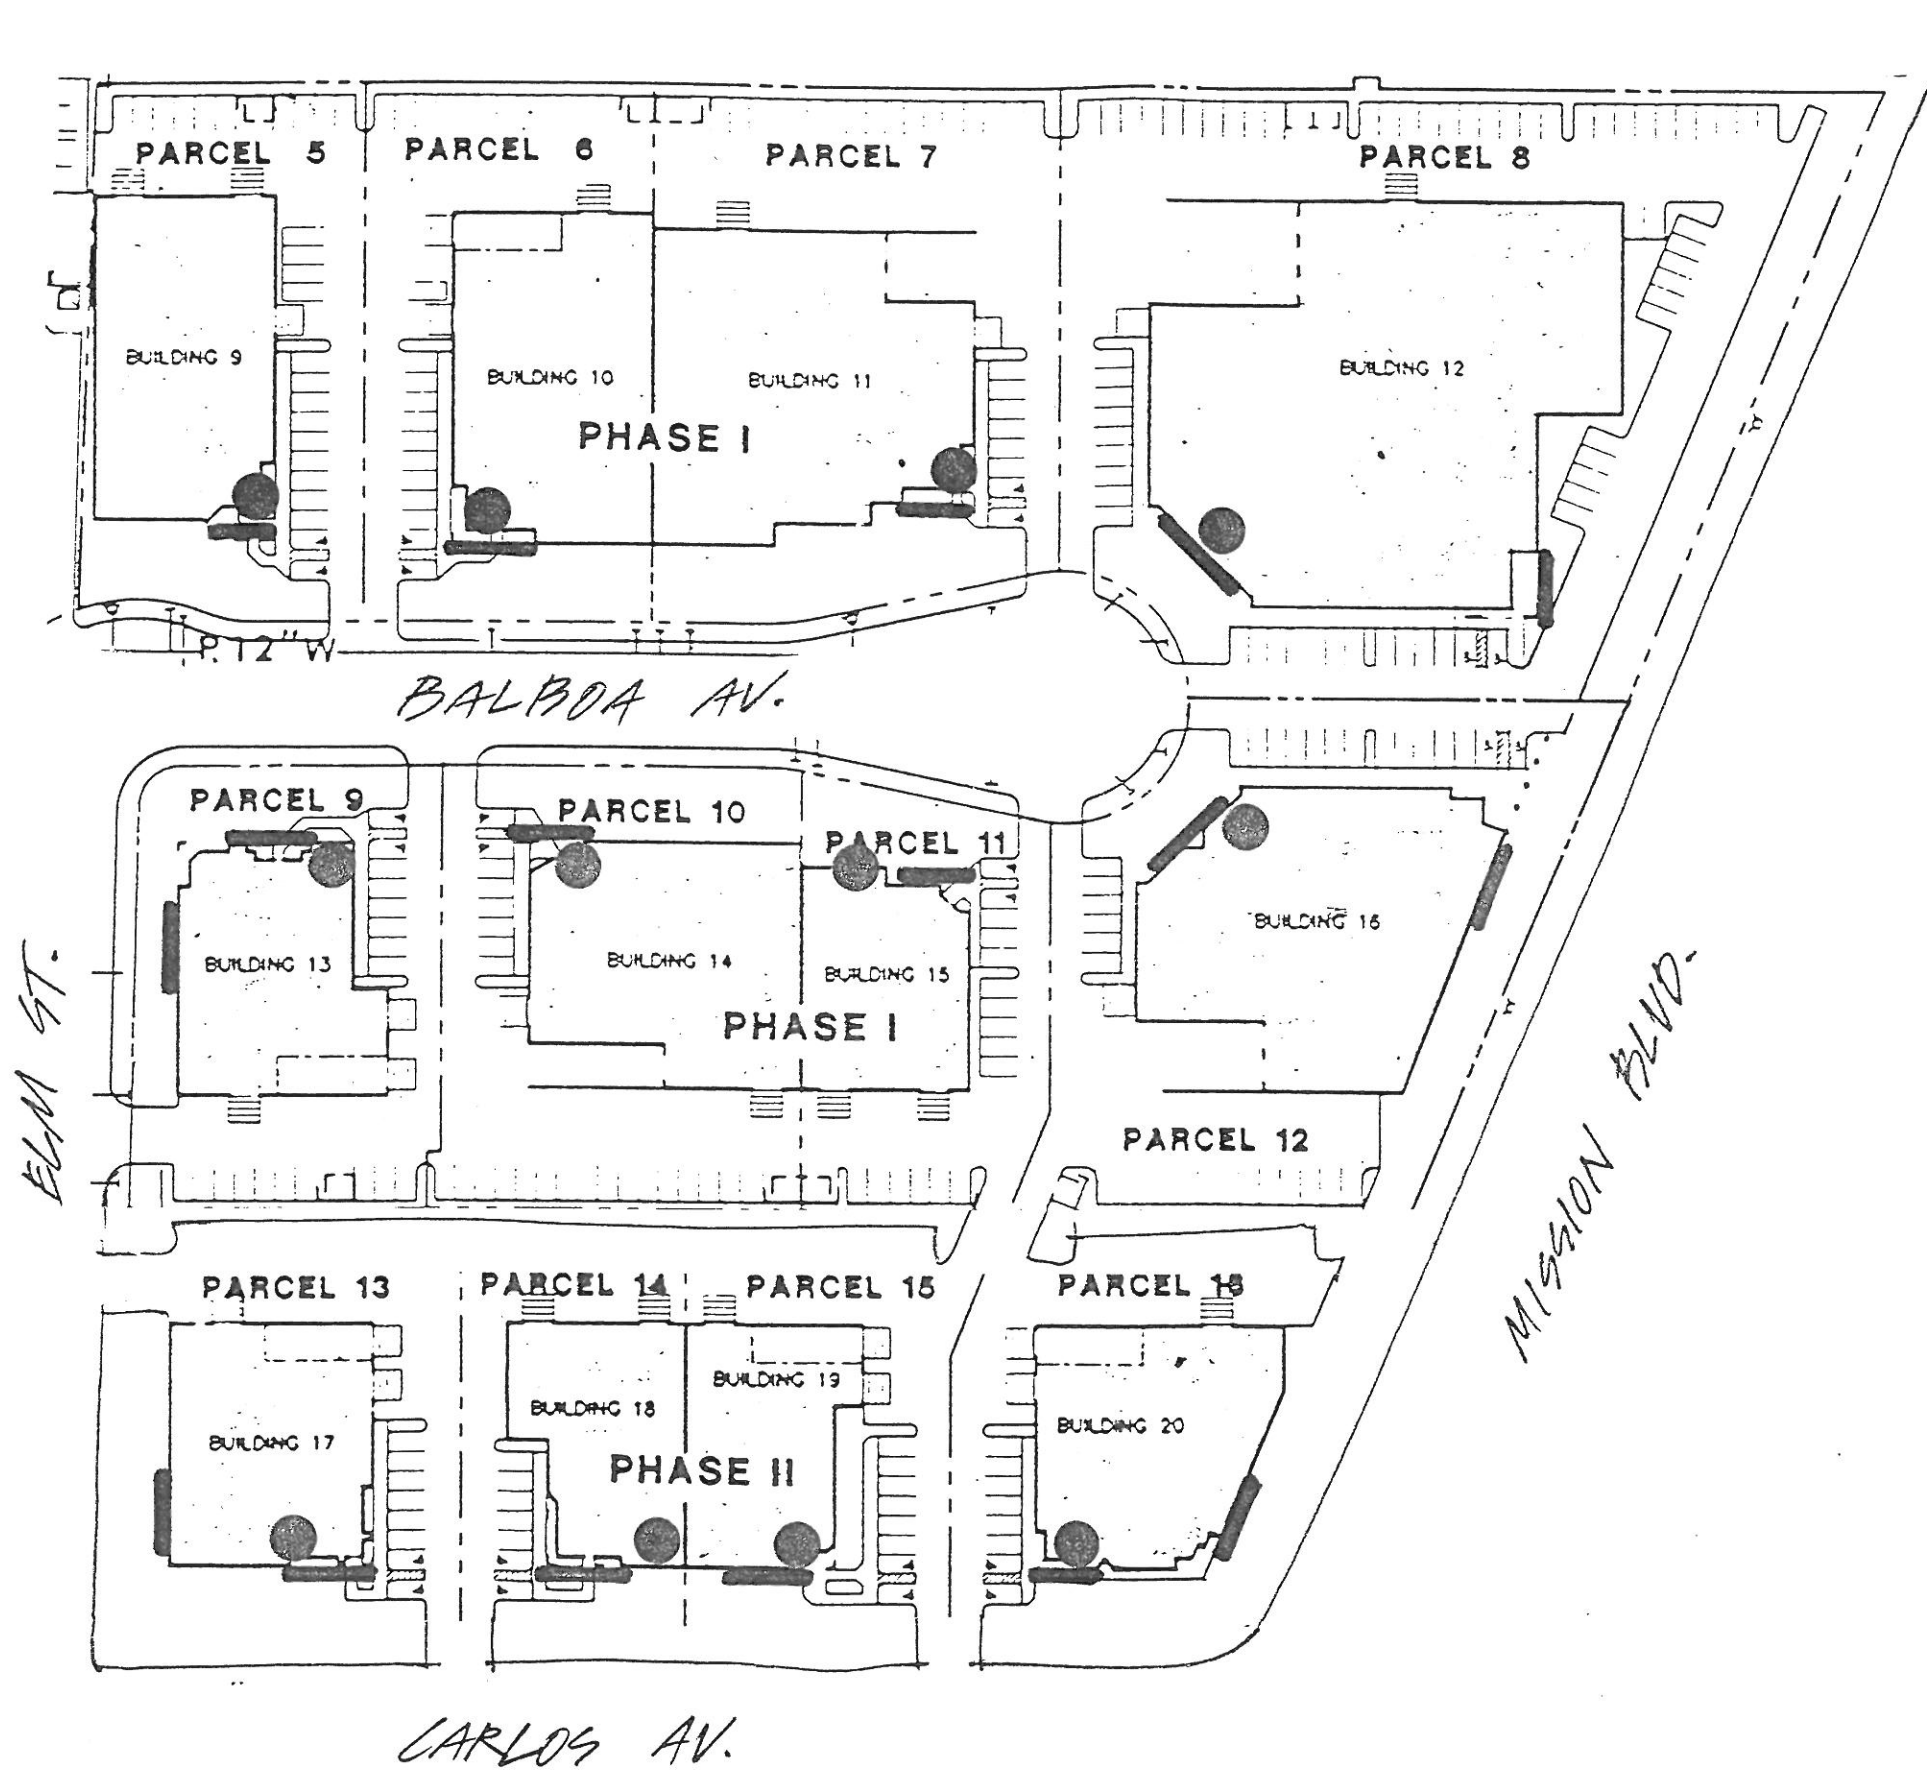 PARCEL 5
PARCEL 6
PARCEL 7
PARCEL 8
BUILDING 9
BUILDING 10
BUILDING 11
BUILDING 12
PHASE I
P. 12" W
BALBOA AV.
PARCEL 9
PARCEL 10
PARCEL 11
BUILDING 13
BUILDING 14
BUILDING 15
BUILDING 16
PHASE I
ELM ST.
MISSION BLVD.
PARCEL 12
PARCEL 13
PARCEL 14
PARCEL 15
PARCEL 16
BUILDING 17
BUILDING 18
BUILDING 19
BUILDING 20
PHASE II
CARLOS AV.